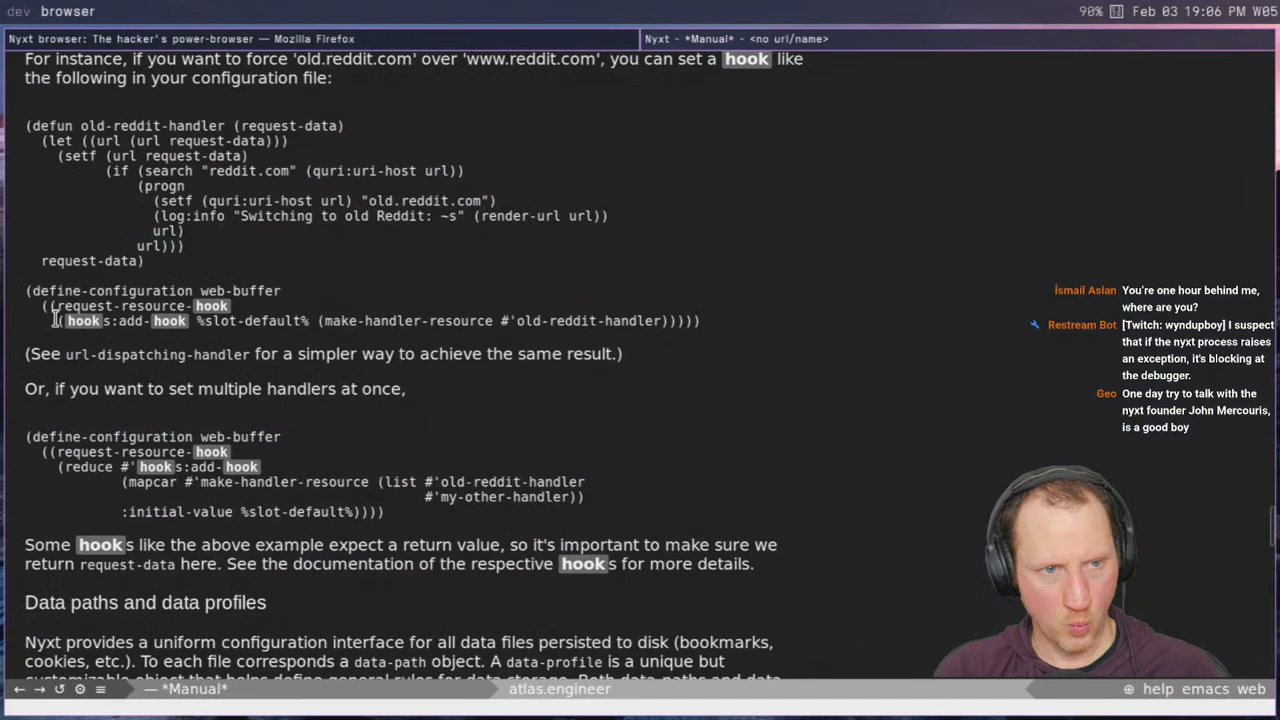 dev browser 90% Feb 03 19:06 PM W05
Nyxt browser: The hacker's power-browser — Mozilla Firefox
Nyxt - *Manual* - <no url/name>
For instance, if you want to force 'old.reddit.com' over 'www.reddit.com', you can set a hook like
the following in your configuration file:
(defun old-reddit-handler (request-data)
(let ((url (url request-data)))
(setf (url request-data)
(if (search "reddit.com" (quri:uri-host url))
(progn
(setf (quri:uri-host url) "old.reddit.com")
(log:info "Switching to old Reddit: ~s" (render-url url))
url)
url)))
request-data)
(define-configuration web-buffer
((request-resource-hook
(hooks:add-hook %slot-default% (make-handler-resource #'old-reddit-handler)))))
(See url-dispatching-handler for a simpler way to achieve the same result.)
Or, if you want to set multiple handlers at once,
(define-configuration web-buffer
((request-resource-hook
(reduce #'hooks:add-hook
(mapcar #'make-handler-resource (list #'old-reddit-handler
#'my-other-handler))
:initial-value %slot-default%))))
Some hooks like the above example expect a return value, so it's important to make sure we
return request-data here. See the documentation of the respective hooks for more details.
Data paths and data profiles
Nyxt provides a uniform configuration interface for all data files persisted to disk (bookmarks,
cookies, etc.). To each file corresponds a data-path object. A data-profile is a unique but
İsmail Aslan You're one hour behind me,
where are you?
Restream Bot [Twitch: wyndupboy] I suspect
that if the nyxt process raises
an exception, it's blocking at
the debugger.
Geo One day try to talk with the
nyxt founder John Mercouris,
is a good boy
← → ↺ ⚙ ≡ — *Manual* atlas.engineer ⊕ help emacs web